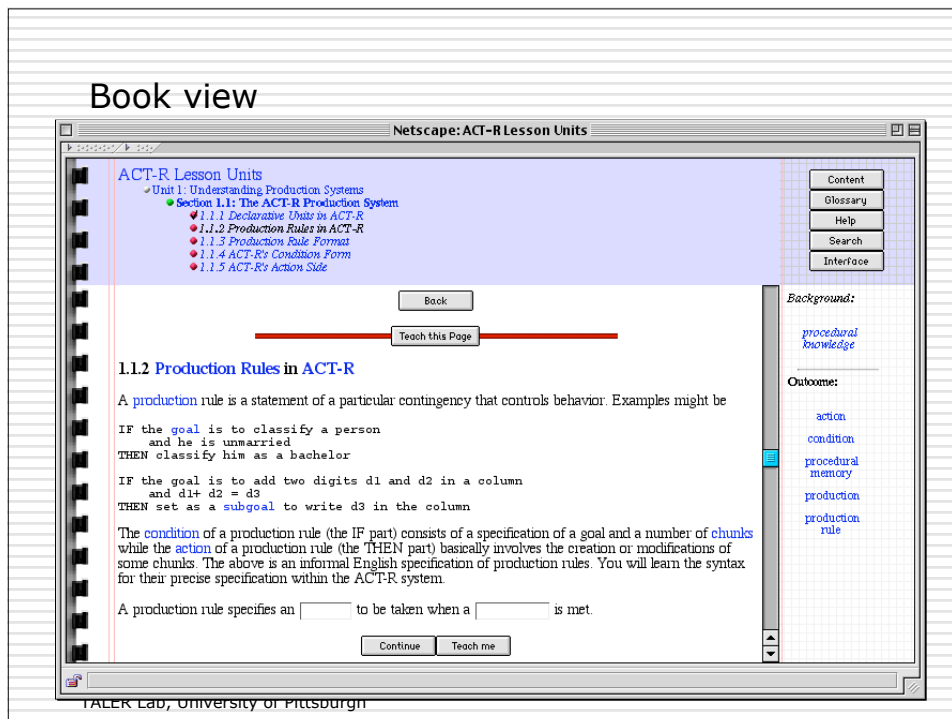 Book view
Netscape: ACT-R Lesson Units
ACT-R Lesson Units
Unit 1: Understanding Production Systems
Section 1.1: The ACT-R Production System
1.1.1 Declarative Units in ACT-R
1.1.2 Production Rules in ACT-R
1.1.3 Production Rule Format
1.1.4 ACT-R's Condition Form
1.1.5 ACT-R's Action Side
Content
Glossary
Help
Search
Interface
Back
Teach this Page
1.1.2 Production Rules in ACT-R
A production rule is a statement of a particular contingency that controls behavior. Examples might be
IF the goal is to classify a person
and he is unmarried
THEN classify him as a bachelor
IF the goal is to add two digits d1 and d2 in a column
and d1+ d2 = d3
THEN set as a subgoal to write d3 in the column
The condition of a production rule (the IF part) consists of a specification of a goal and a number of chunks
while the action of a production rule (the THEN part) basically involves the creation or modifications of
some chunks. The above is an informal English specification of production rules. You will learn the syntax
for their precise specification within the ACT-R system.
A production rule specifies an to be taken when a is met.
Continue
Teach me
Background:
procedural
knowledge
Outcome:
action
condition
procedural
memory
production
production
rule
TALER Lab, University of Pittsburgh